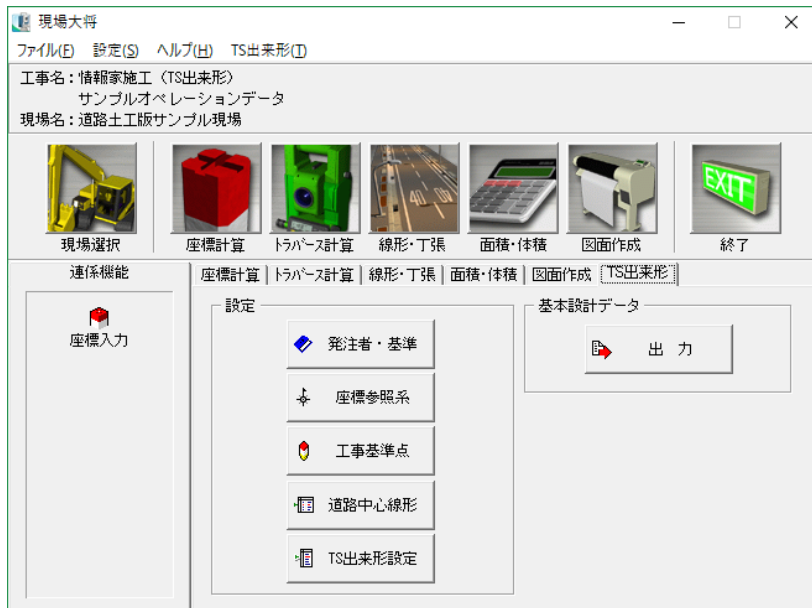 現場大将
ファイル(F) 設定(S) ヘルプ(H) TS出来形(T)
工事名：情報家施工（TS出来形）
サンプルオペレーションデータ
現場名：道路土工版サンプル現場
EXIT
現場選択 座標計算 トラバース計算 線形・丁張 面積・体積 図面作成 終了
連係機能
座標入力
座標計算 トラバース計算 線形・丁張 面積・体積 図面作成 TS出来形
設定
発注者・基準
座標参照系
工事基準点
道路中心線形
TS出来形設定
基本設計データ
出 力